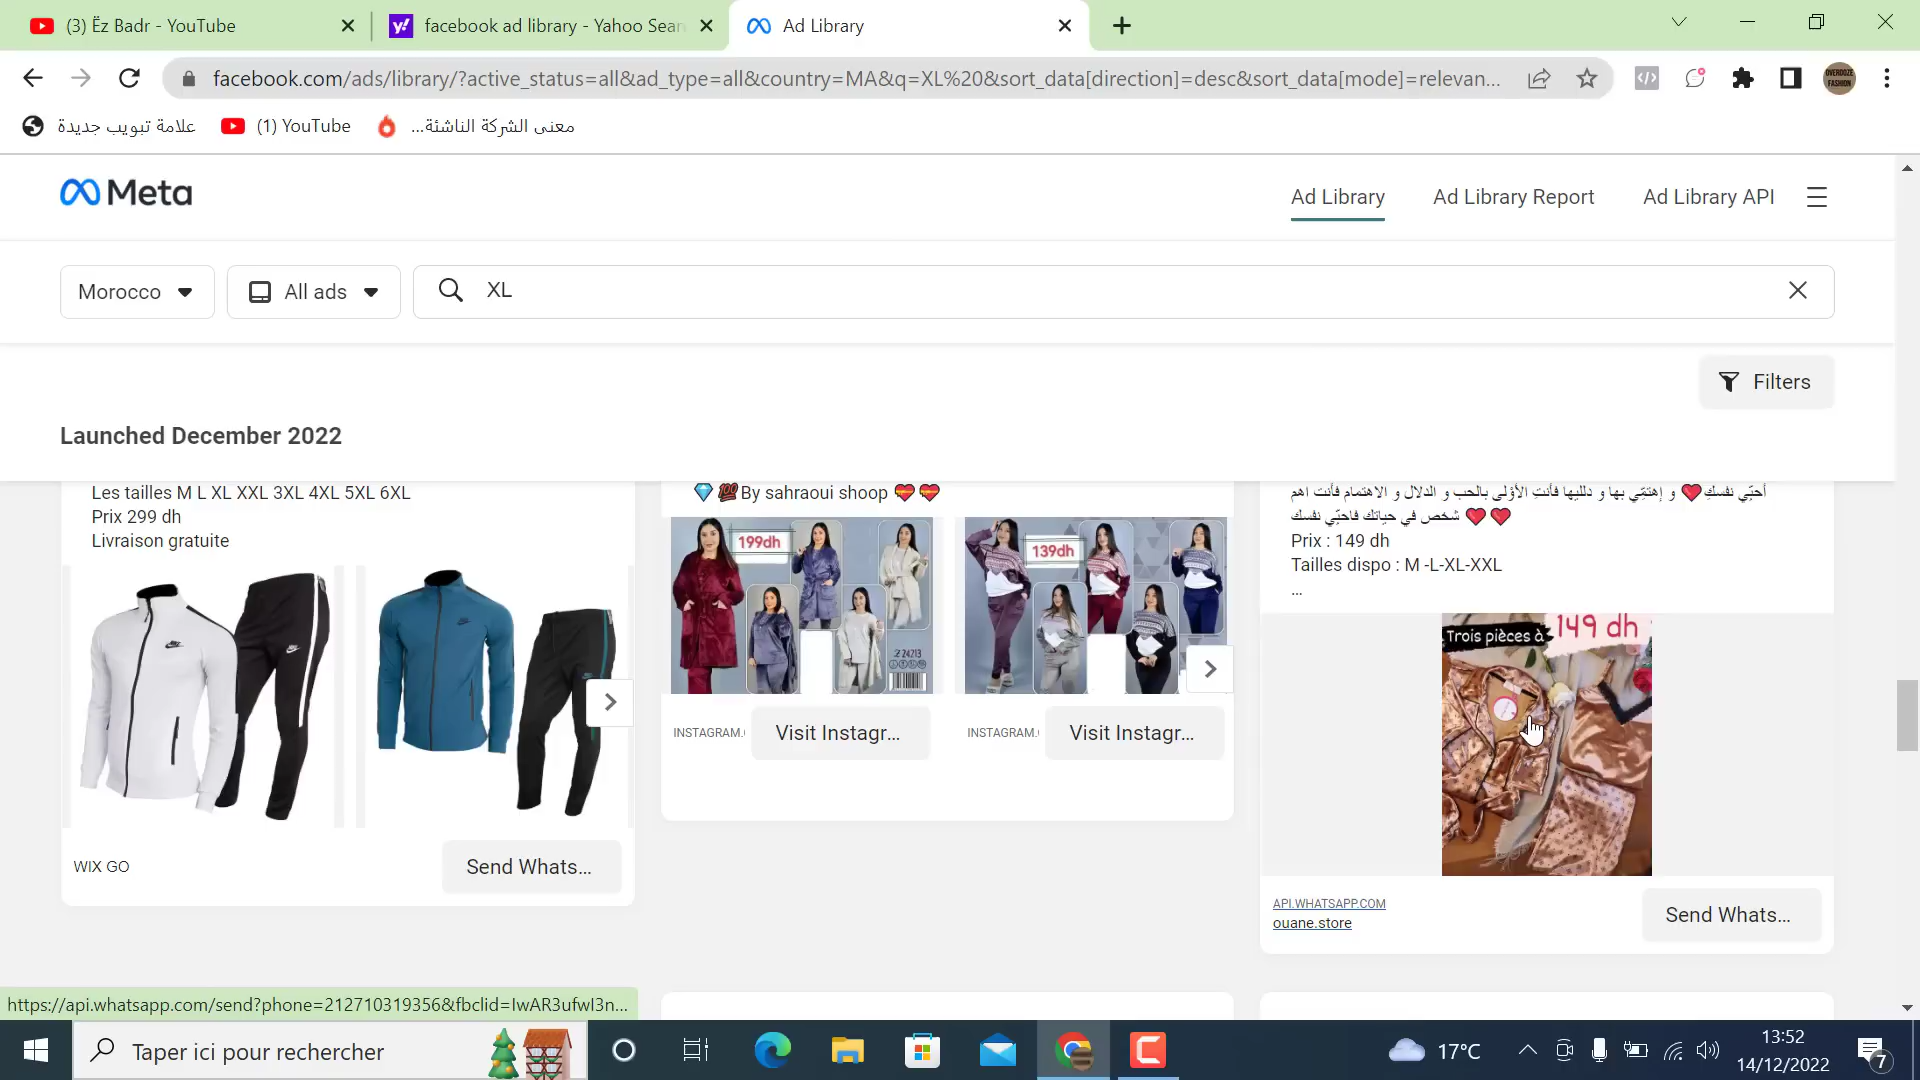 (3) Ëz Badr - YouTube
facebook ad library - Yahoo Sear
Ad Library
facebook.com/ads/library/?active_status=all&ad_type=all&country=MA&q=XL%20&sort_data[direction]=desc&sort_data[mode]=relevan...
علامة تبويب جديدة
(1) YouTube
معنى الشركة الناشئة...
Meta
Ad Library
Ad Library Report
Ad Library API
Morocco
All ads
XL
Filters
Launched December 2022
Les tailles M L XL XXL 3XL 4XL 5XL 6XL
Prix 299 dh
Livraison gratuite
WIX GO
Send Whats...
💎💯By sahraoui shoop 💝💝
199dh
Z 24213
139dh
INSTAGRAM.
Visit Instagr...
INSTAGRAM.
Visit Instagr...
أحبّي نفسكِ❤️ و إهتمّي بها و دلليها فأنتِ الأوْلى بالحب و الدلال و الاهتمام فأنت اهم
شخص في حياتك فاحبّي نفسك ❤️❤️
Prix : 149 dh
Tailles dispo : M -L-XL-XXL
...
Trois pièces à 149 dh
API.WHATSAPP.COM
ouane.store
Send Whats...
https://api.whatsapp.com/send?phone=212710319356&fbclid=IwAR3ufwI3n...
Taper ici pour rechercher
17°C
13:52
14/12/2022
7